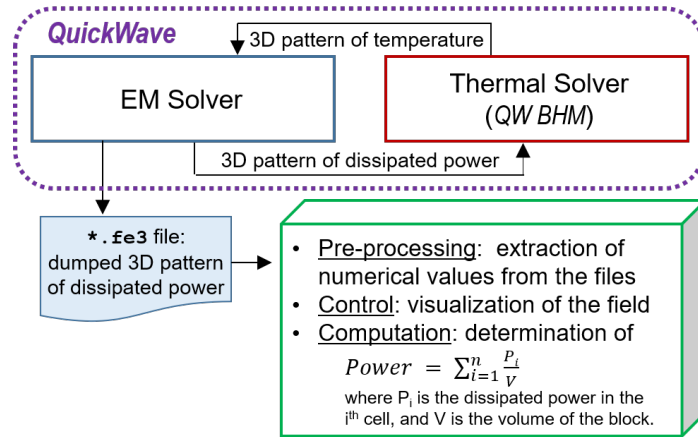 QuickWave
3D pattern of temperature
EM Solver
Thermal Solver
(QW BHM)
3D pattern of dissipated power
*.fe3 file:
dumped 3D pattern
of dissipated power
• Pre-processing: extraction of
numerical values from the files
• Control: visualization of the field
• Computation: determination of
Power = ∑ⁿᵢ₌₁ Pᵢ/V
where Pᵢ is the dissipated power in the
iᵗʰ cell, and V is the volume of the block.